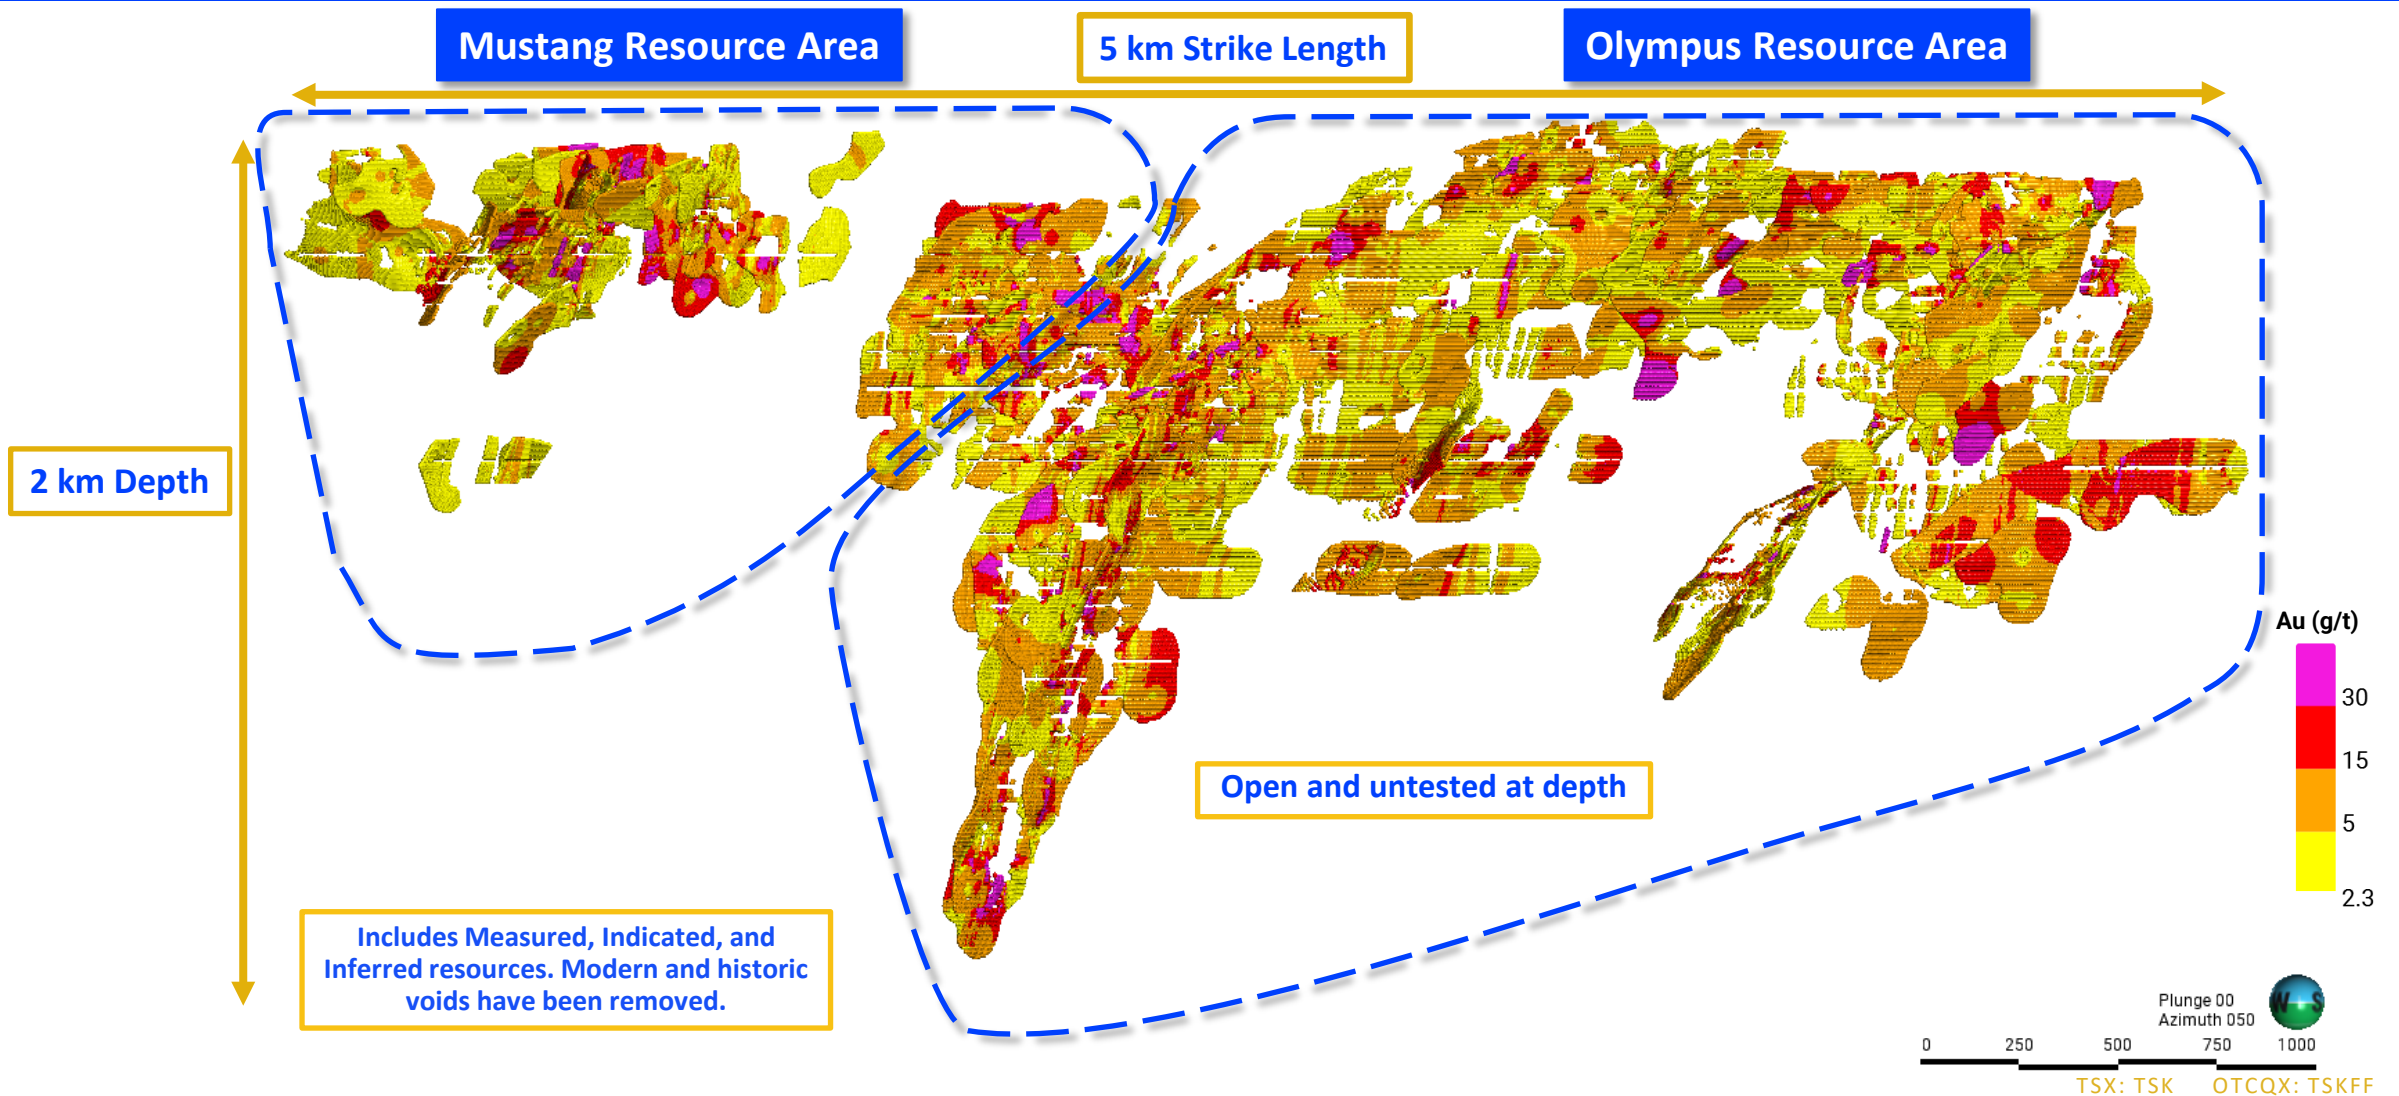 Mustang Resource Area
5 km Strike Length
Olympus Resource Area
2 km Depth
Open and untested at depth
Includes Measured, Indicated, and
Inferred resources. Modern and historic
voids have been removed.
Au (g/t)
30
15
5
2.3
Plunge 00
Azimuth 050
W S
0 250 500 750 1000
TSX: TSK OTCQX: TSKFF